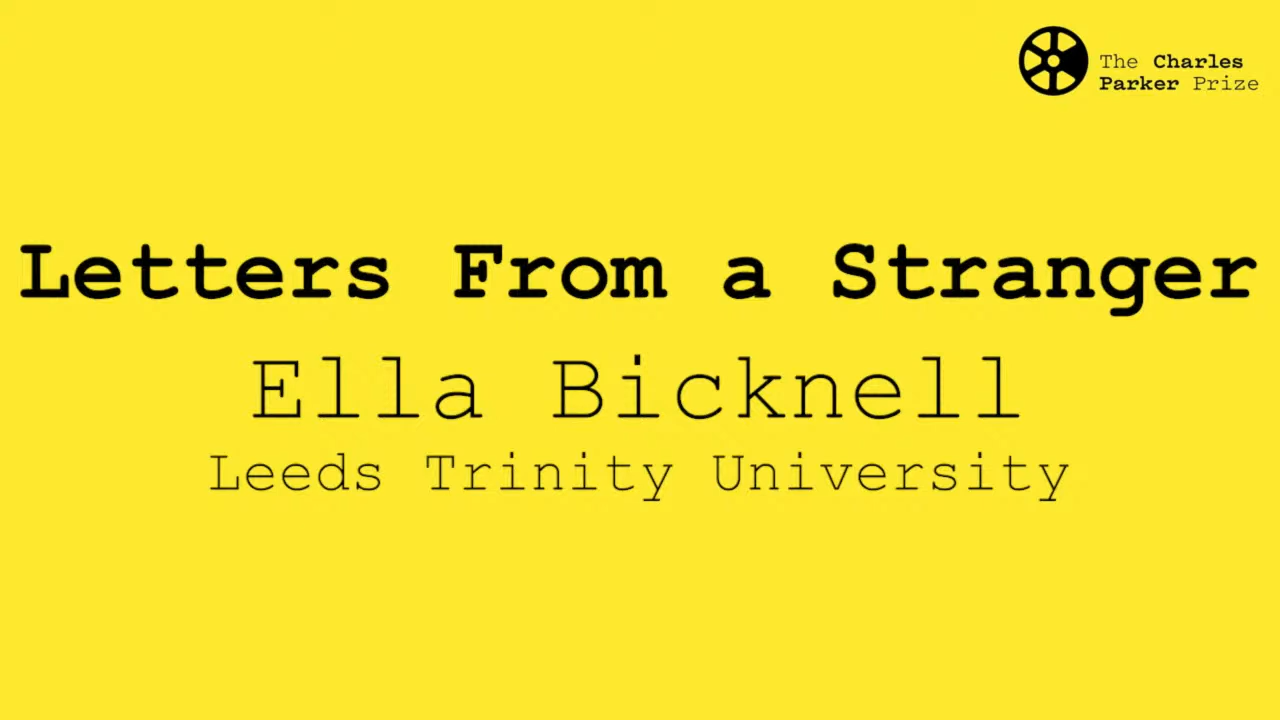 The Charles
Parker Prize
Letters From a Stranger
Ella Bicknell
Leeds Trinity University